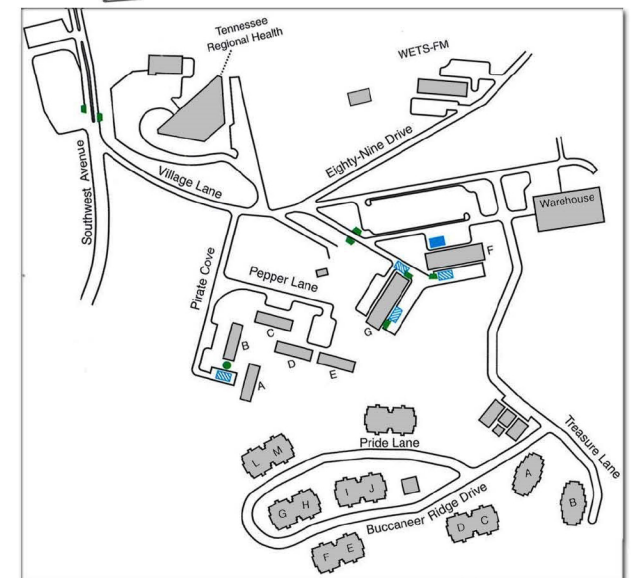 Tennessee
Regional Health
WETS-FM
Eighty-Nine Drive
Southwest Avenue
Village Lane
Warehouse
F
Pirate Cove
Pepper Lane
G
C
B
D
E
A
Treasure Lane
Pride Lane
L M
I J
G H
A
B
Buccaneer Ridge Drive
D C
F E